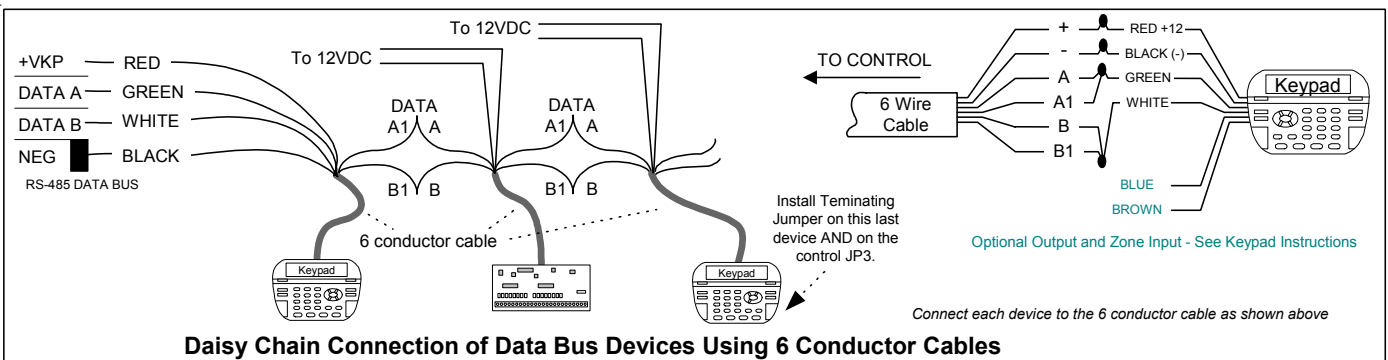 +VKP RED
DATA A GREEN
DATA B WHITE
NEG BLACK
RS-485 DATA BUS
To 12VDC
To 12VDC
DATA
A1 A
B1 B
DATA
A1 A
B1 B
6 conductor cable
Keypad
Keypad
Install Teminating
Jumper on this last
device AND on the
control JP3.
TO CONTROL
6 Wire
Cable
+ RED +12
- BLACK (-)
A GREEN
A1 WHITE
B
B1
BLUE
BROWN
Keypad
Optional Output and Zone Input - See Keypad Instructions
Connect each device to the 6 conductor cable as shown above
Daisy Chain Connection of Data Bus Devices Using 6 Conductor Cables